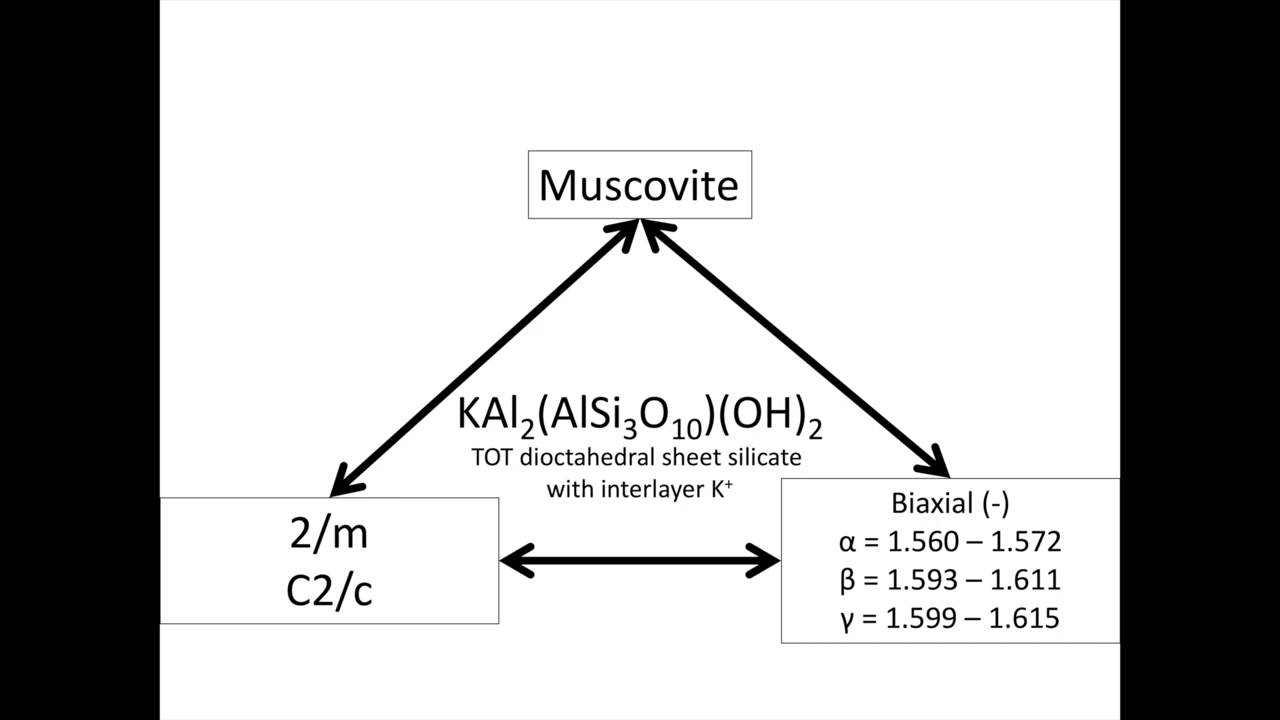 Muscovite
KAl₂(AlSi₃O₁₀)(OH)₂
TOT dioctahedral sheet silicate
with interlayer K⁺
2/m
C2/c
Biaxial (-)
α = 1.560 – 1.572
β = 1.593 – 1.611
γ = 1.599 – 1.615